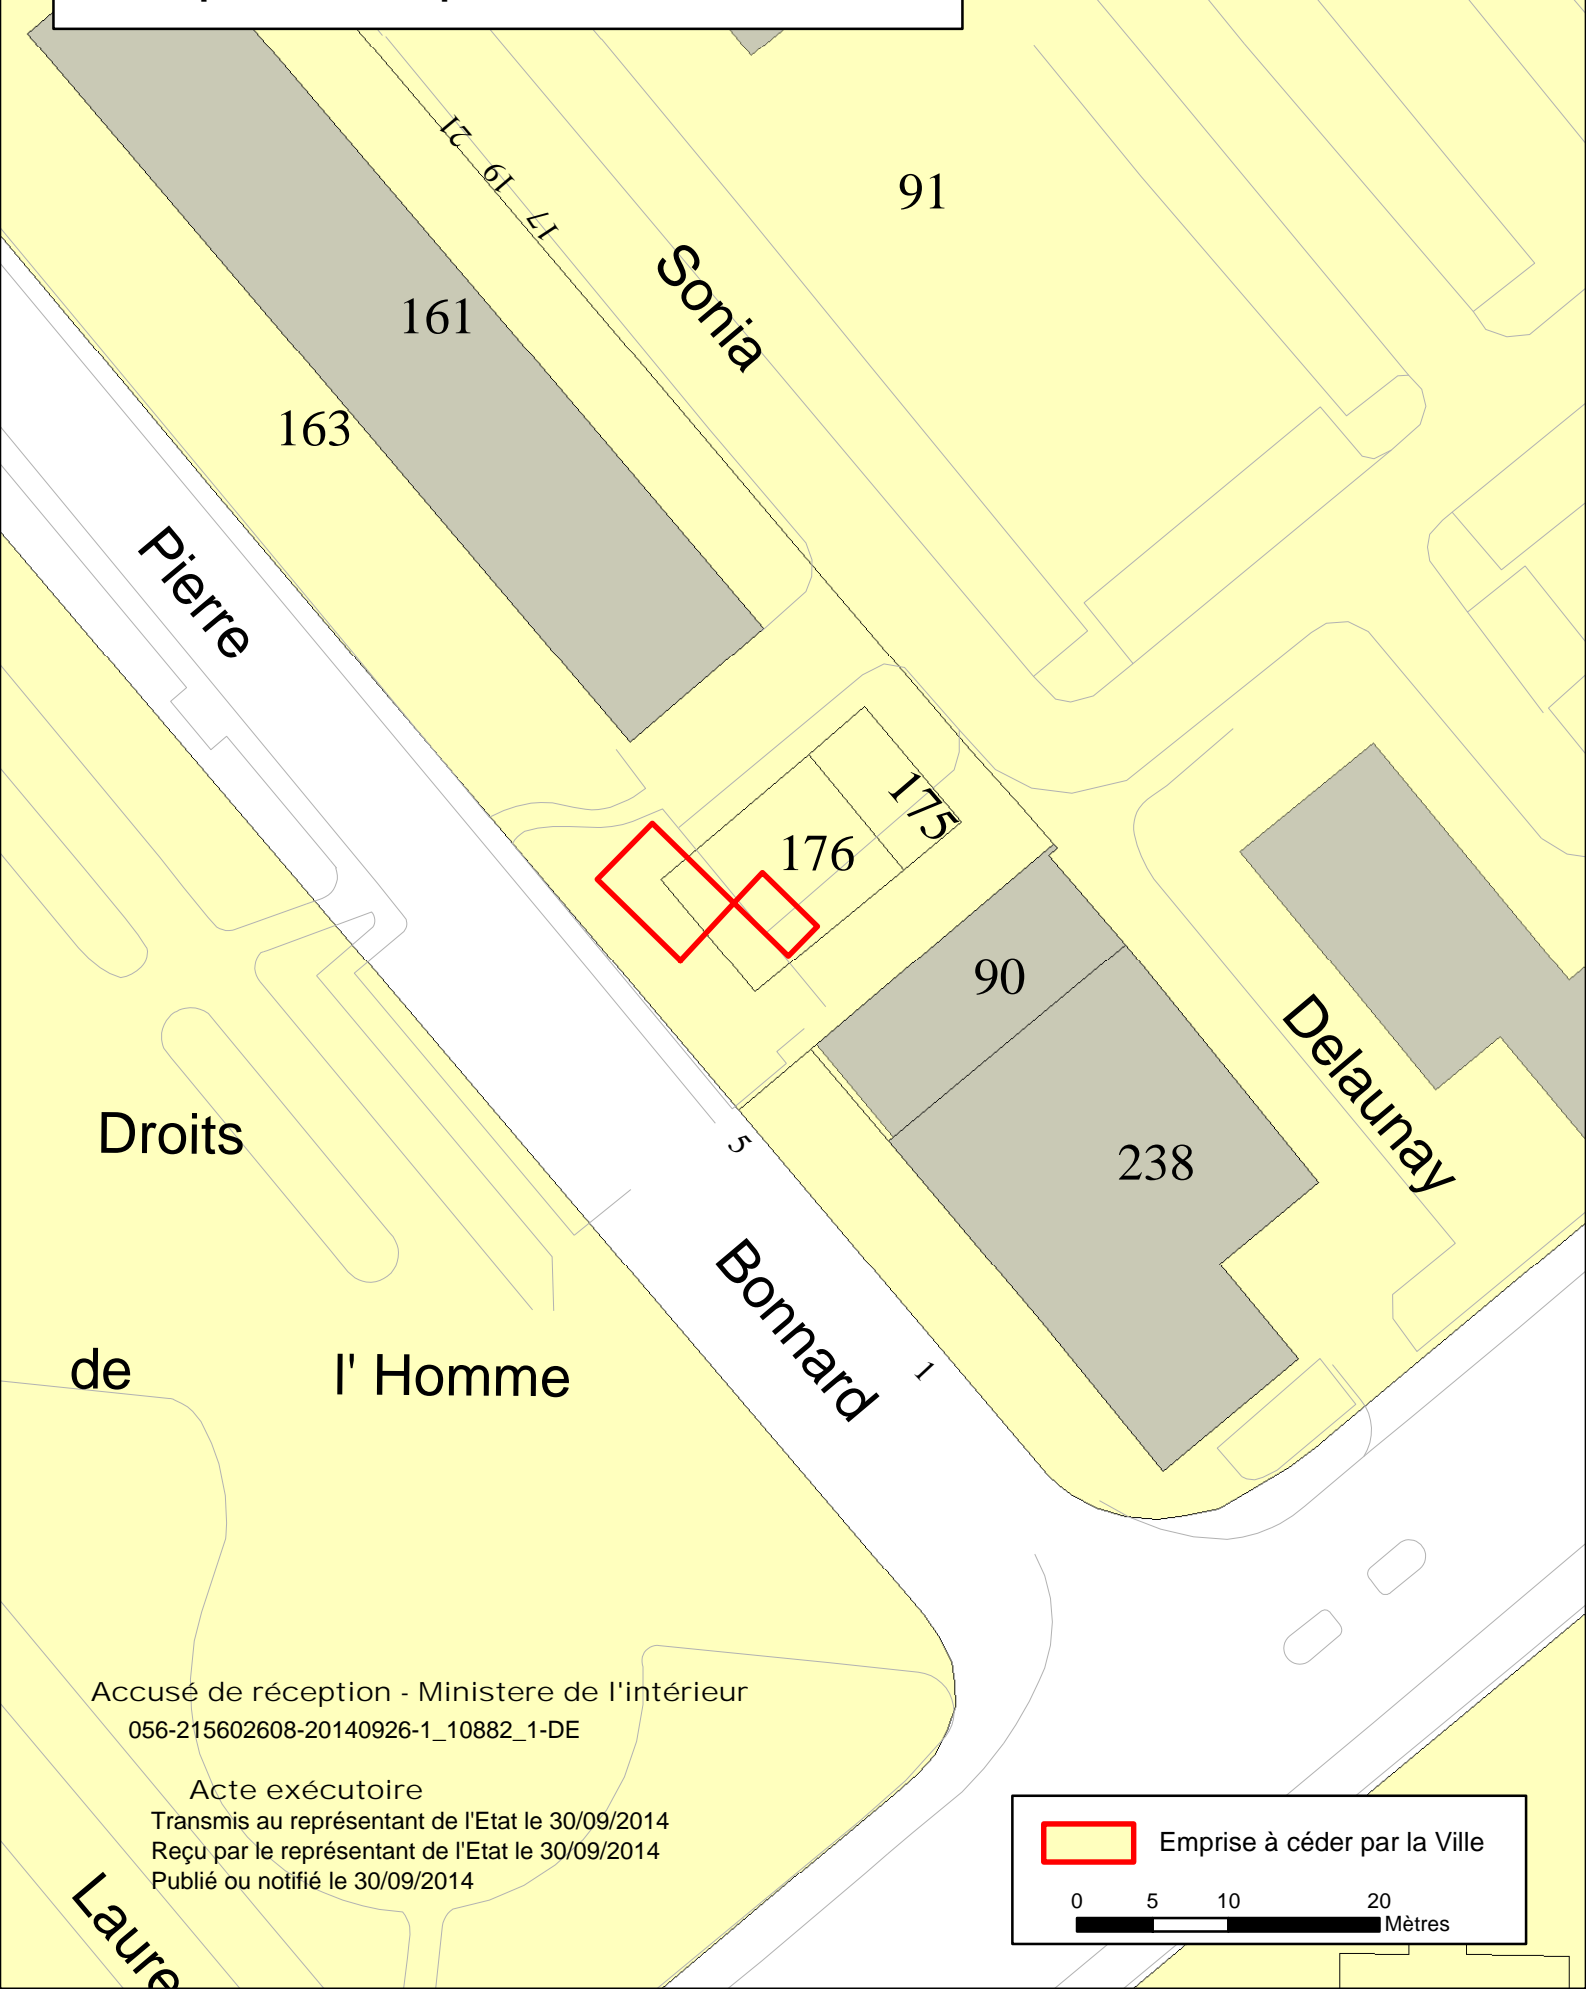 21
19
17
91
Sonia
161
163
Pierre
175
176
90
Delaunay
Droits
5
238
Bonnard
de l' Homme
1
Accusé de réception - Ministere de l'intérieur
056-215602608-20140926-1_10882_1-DE
Acte exécutoire
Transmis au représentant de l'Etat le 30/09/2014
Reçu par le représentant de l'Etat le 30/09/2014
Publié ou notifié le 30/09/2014
Emprise à céder par la Ville
0 5 10 20
Mètres
Laure